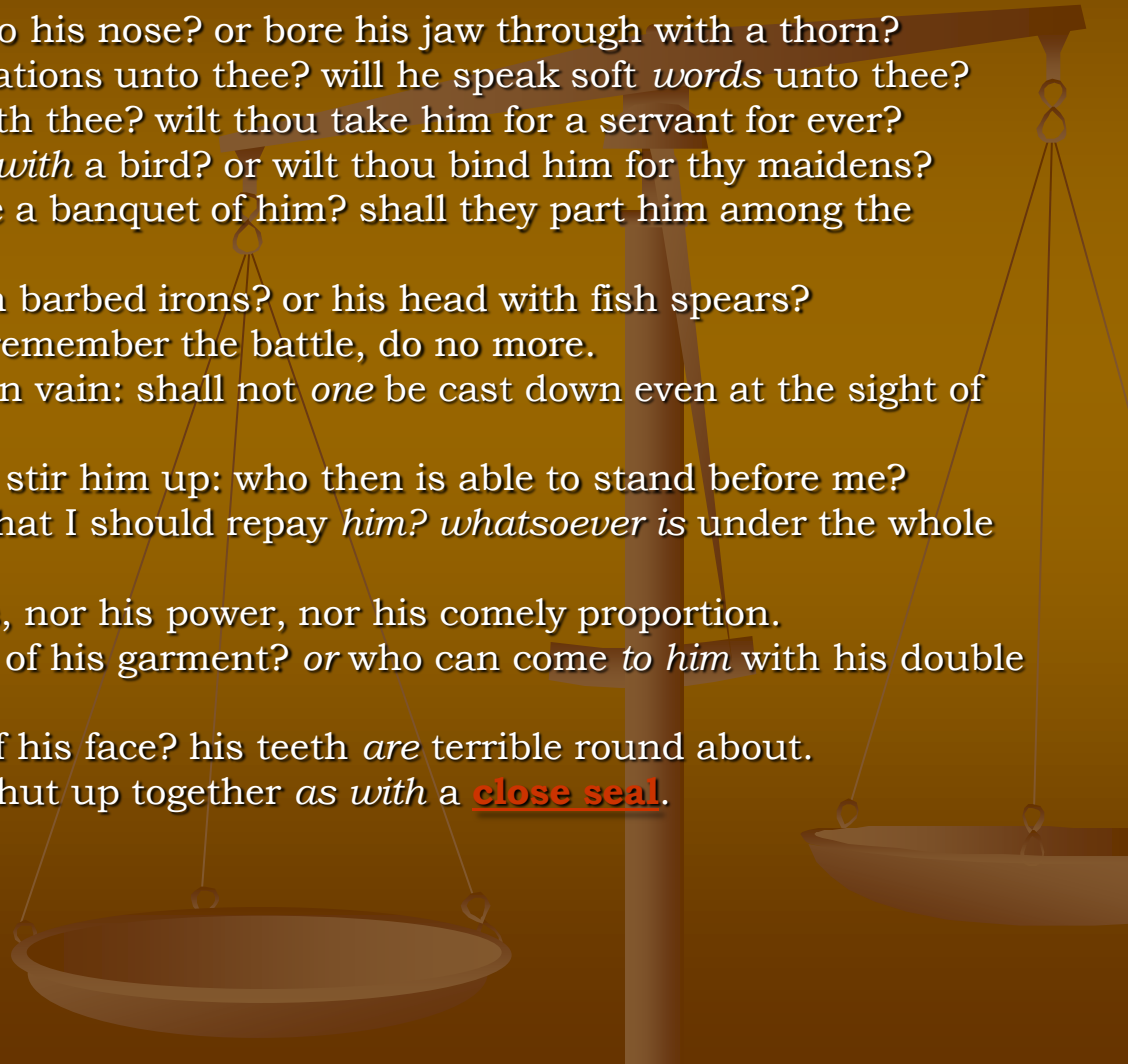 o his nose? or bore his jaw through with a thorn?
ations unto thee? will he speak soft words unto thee?
th thee? wilt thou take him for a servant for ever?
with a bird? or wilt thou bind him for thy maidens?
e a banquet of him? shall they part him among the
h barbed irons? or his head with fish spears?
remember the battle, do no more.
n vain: shall not one be cast down even at the sight of
stir him up: who then is able to stand before me?
hat I should repay him? whatsoever is under the whole
, nor his power, nor his comely proportion.
of his garment? or who can come to him with his double
f his face? his teeth are terrible round about.
hut up together as with a close seal.